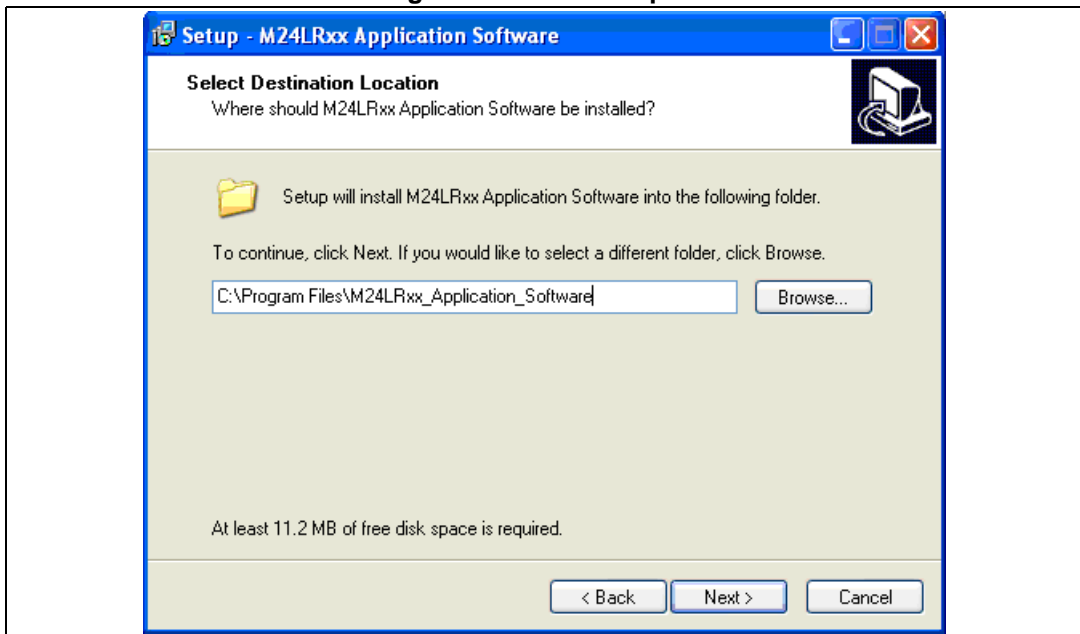 Setup - M24LRxx Application Software
Select Destination Location
Where should M24LRxx Application Software be installed?
Setup will install M24LRxx Application Software into the following folder.
To continue, click Next. If you would like to select a different folder, click Browse.
C:\Program Files\M24LRxx_Application_Software
Browse...
At least 11.2 MB of free disk space is required.
< Back
Next >
Cancel